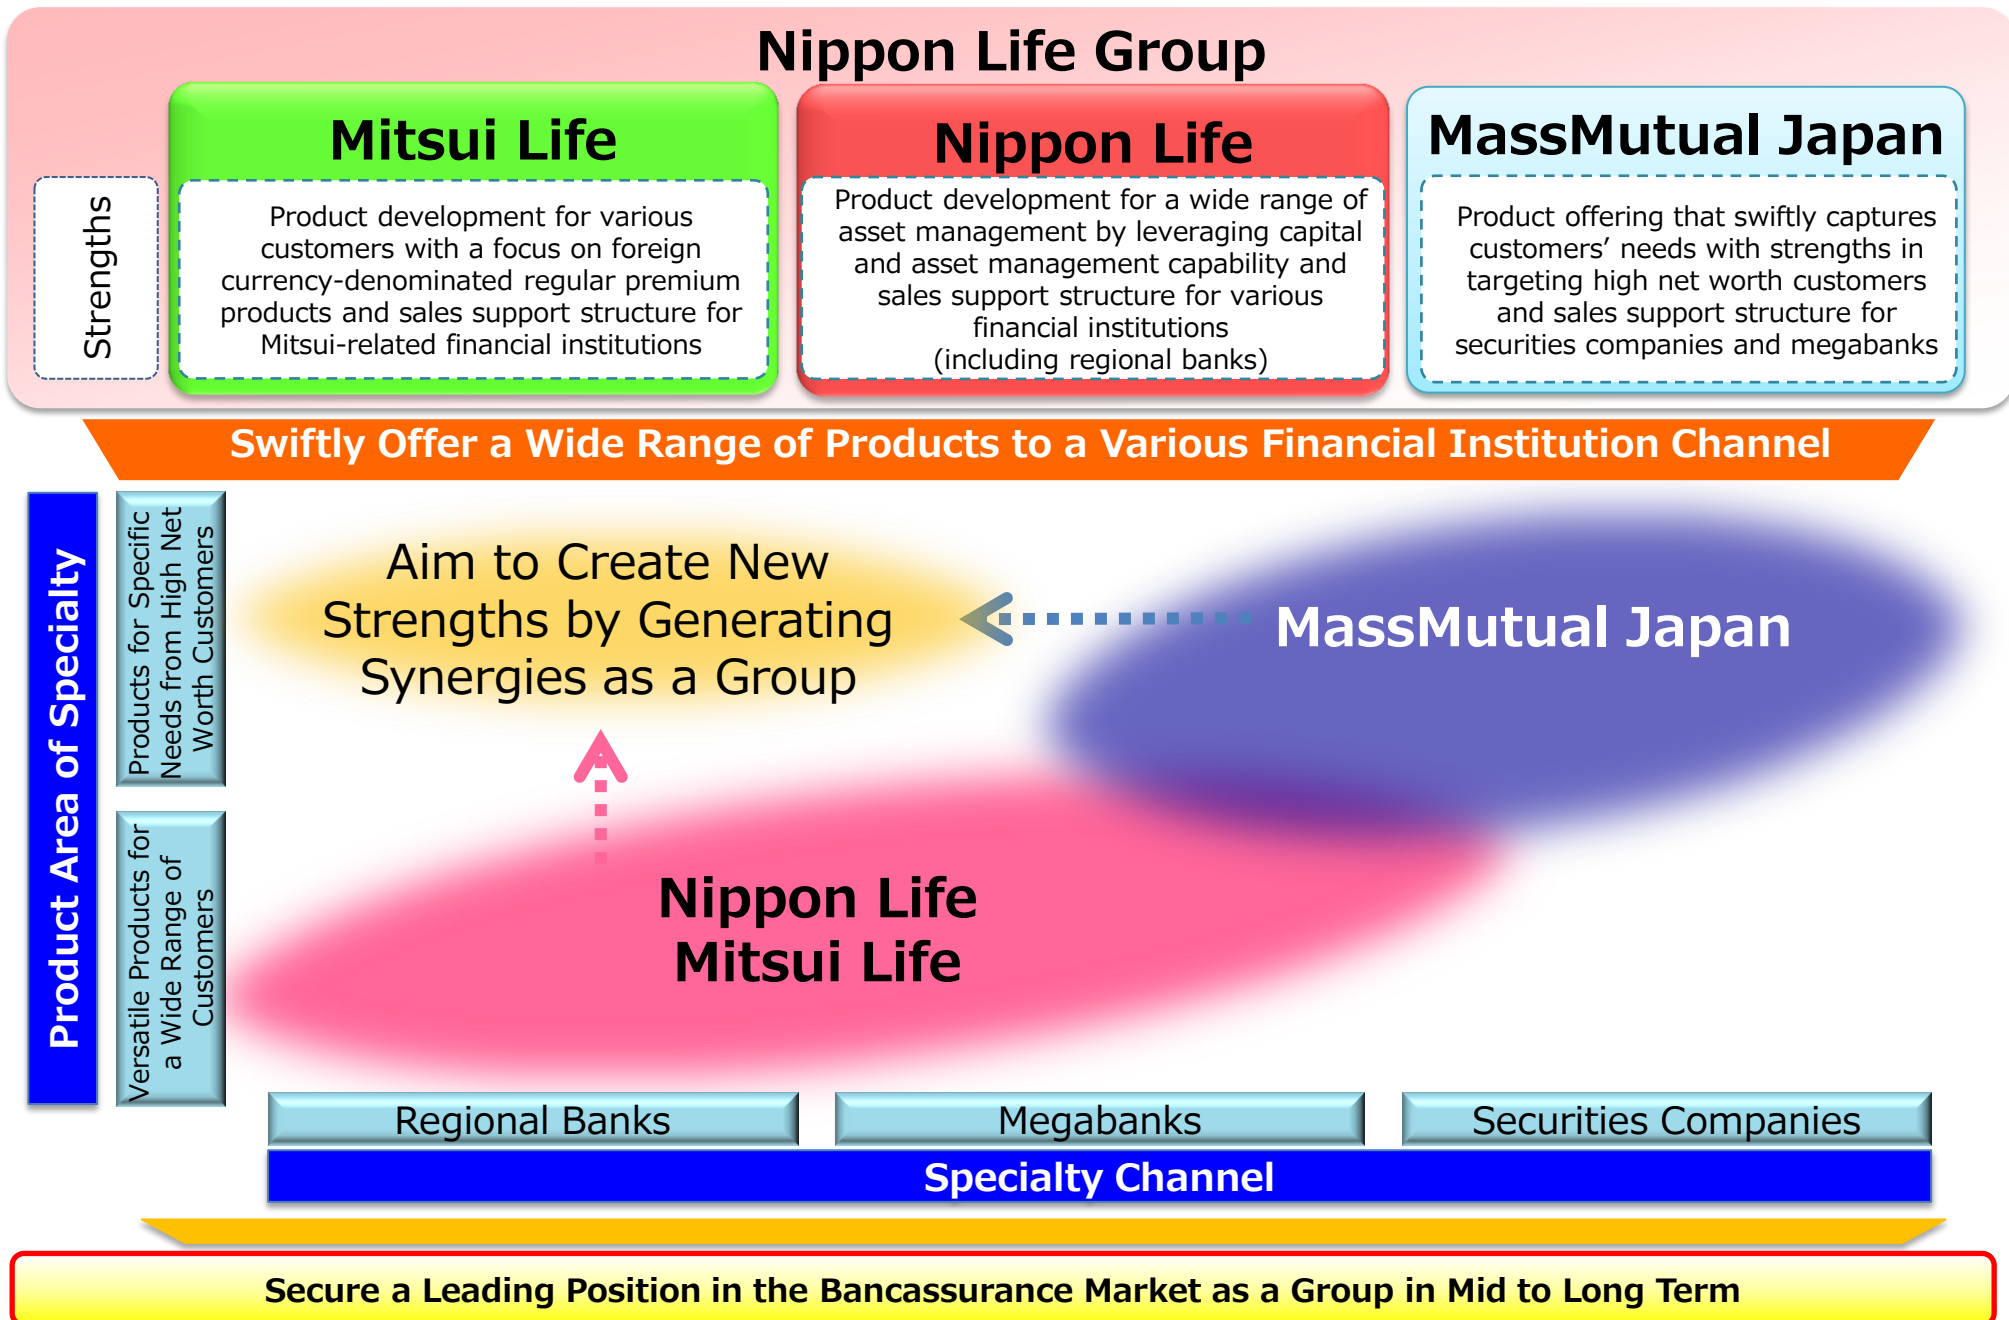 Nippon Life Group
Mitsui Life
Nippon Life
MassMutual Japan
Strengths
Product development for various
customers with a focus on foreign
currency-denominated regular premium
products and sales support structure for
Mitsui-related financial institutions
Product development for a wide range of
asset management by leveraging capital
and asset management capability and
sales support structure for various
financial institutions
(including regional banks)
Product offering that swiftly captures
customers’ needs with strengths in
targeting high net worth customers
and sales support structure for
securities companies and megabanks
Swiftly Offer a Wide Range of Products to a Various Financial Institution Channel
Product Area of Specialty
Products for Specific
Needs from High Net
Worth Customers
Versatile Products for
a Wide Range of
Customers
Aim to Create New
Strengths by Generating
Synergies as a Group
MassMutual Japan
Nippon Life
Mitsui Life
Regional Banks
Megabanks
Securities Companies
Specialty Channel
Secure a Leading Position in the Bancassurance Market as a Group in Mid to Long Term